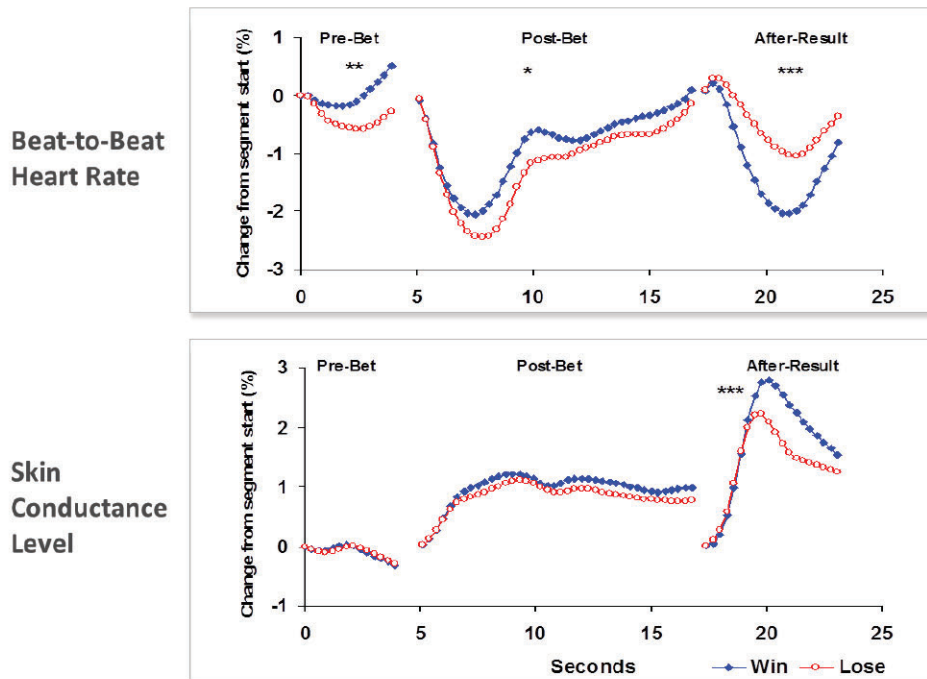 Beat-to-Beat
Heart Rate
Change from segment start (%)
Pre-Bet
Post-Bet
After-Result
**
*
***
1
0
-1
-2
-3
0
5
10
15
20
25
Skin
Conductance
Level
Change from segment start (%)
Pre-Bet
Post-Bet
After-Result
***
3
2
1
0
-1
0
5
10
15
20
25
Seconds
Win
Lose